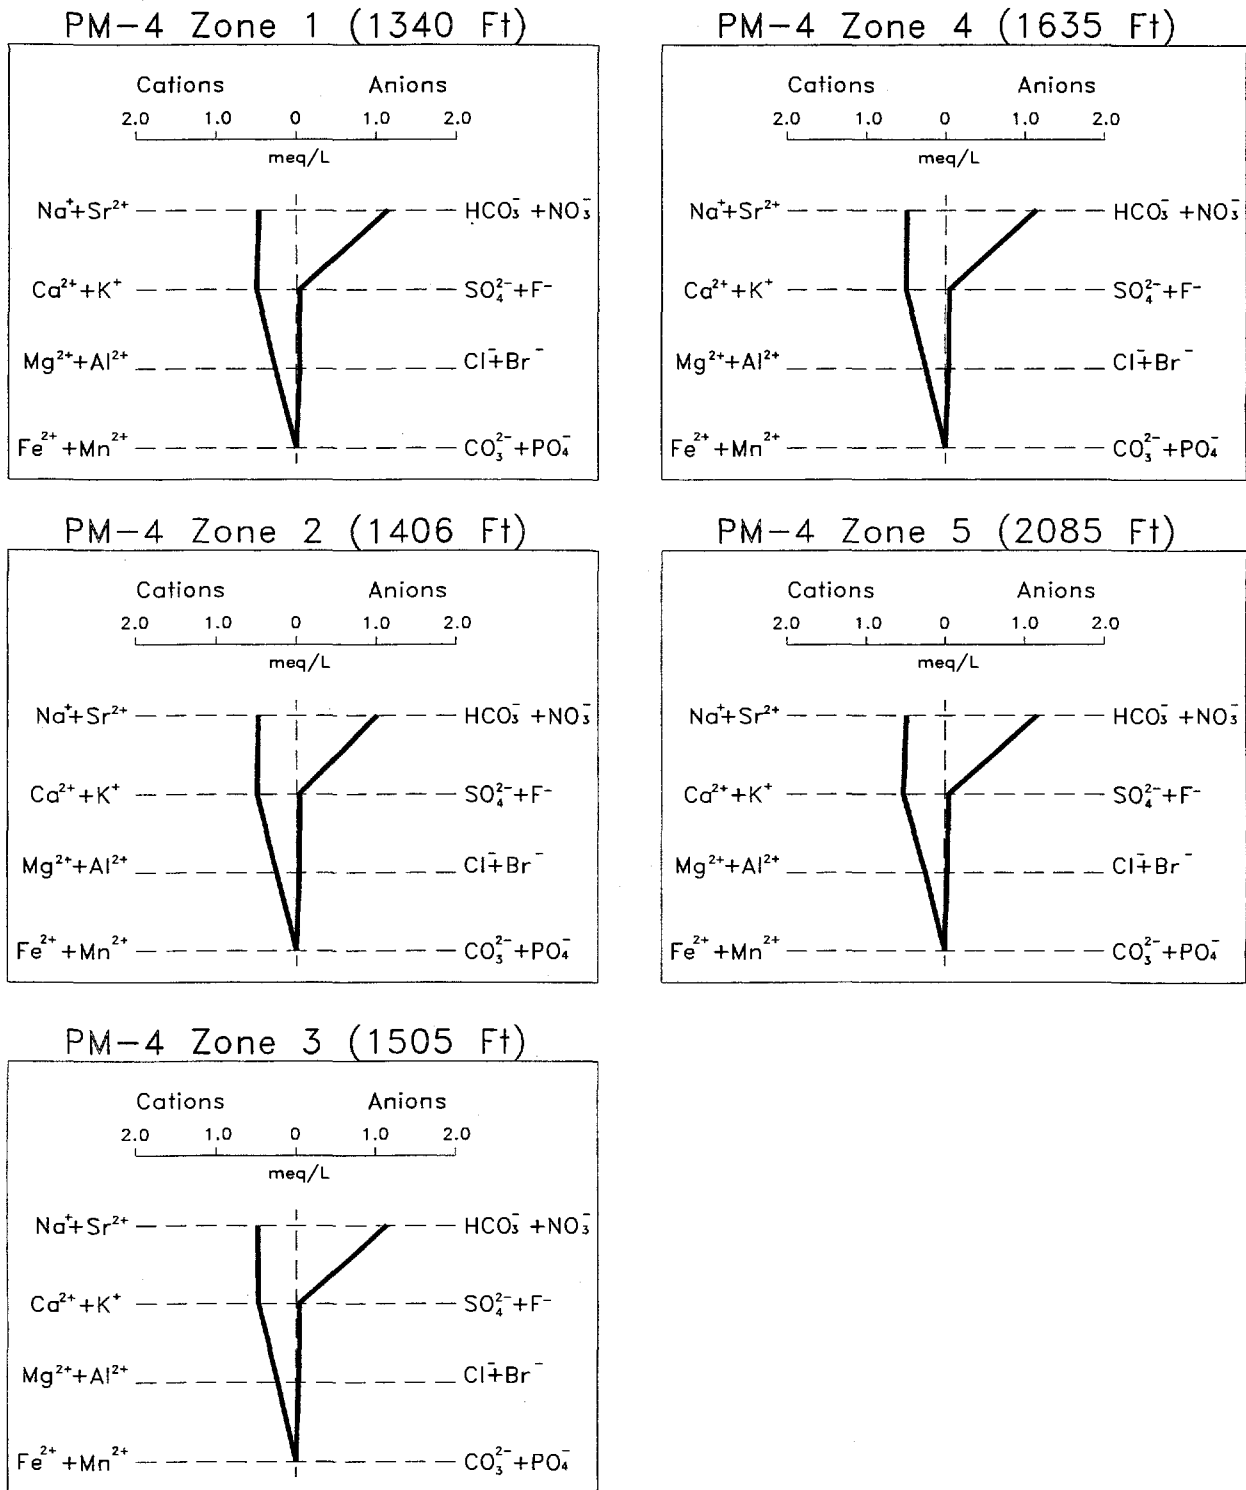 PM-4 Zone 1 (1340 Ft)
Cations Anions
2.0 1.0 0 1.0 2.0
meq/L
Na⁺+Sr²⁺ HCO₃⁻+NO₃⁻
Ca²⁺+K⁺ SO₄²⁻+F⁻
Mg²⁺+Al²⁺ Cl⁻+Br⁻
Fe²⁺+Mn²⁺ CO₃²⁻+PO₄⁻
PM-4 Zone 4 (1635 Ft)
Cations Anions
2.0 1.0 0 1.0 2.0
meq/L
Na⁺+Sr²⁺ HCO₃⁻+NO₃⁻
Ca²⁺+K⁺ SO₄²⁻+F⁻
Mg²⁺+Al²⁺ Cl⁻+Br⁻
Fe²⁺+Mn²⁺ CO₃²⁻+PO₄⁻
PM-4 Zone 2 (1406 Ft)
Cations Anions
2.0 1.0 0 1.0 2.0
meq/L
Na⁺+Sr²⁺ HCO₃⁻+NO₃⁻
Ca²⁺+K⁺ SO₄²⁻+F⁻
Mg²⁺+Al²⁺ Cl⁻+Br⁻
Fe²⁺+Mn²⁺ CO₃²⁻+PO₄⁻
PM-4 Zone 5 (2085 Ft)
Cations Anions
2.0 1.0 0 1.0 2.0
meq/L
Na⁺+Sr²⁺ HCO₃⁻+NO₃⁻
Ca²⁺+K⁺ SO₄²⁻+F⁻
Mg²⁺+Al²⁺ Cl⁻+Br⁻
Fe²⁺+Mn²⁺ CO₃²⁻+PO₄⁻
PM-4 Zone 3 (1505 Ft)
Cations Anions
2.0 1.0 0 1.0 2.0
meq/L
Na⁺+Sr²⁺ HCO₃⁻+NO₃⁻
Ca²⁺+K⁺ SO₄²⁻+F⁻
Mg²⁺+Al²⁺ Cl⁻+Br⁻
Fe²⁺+Mn²⁺ CO₃²⁻+PO₄⁻